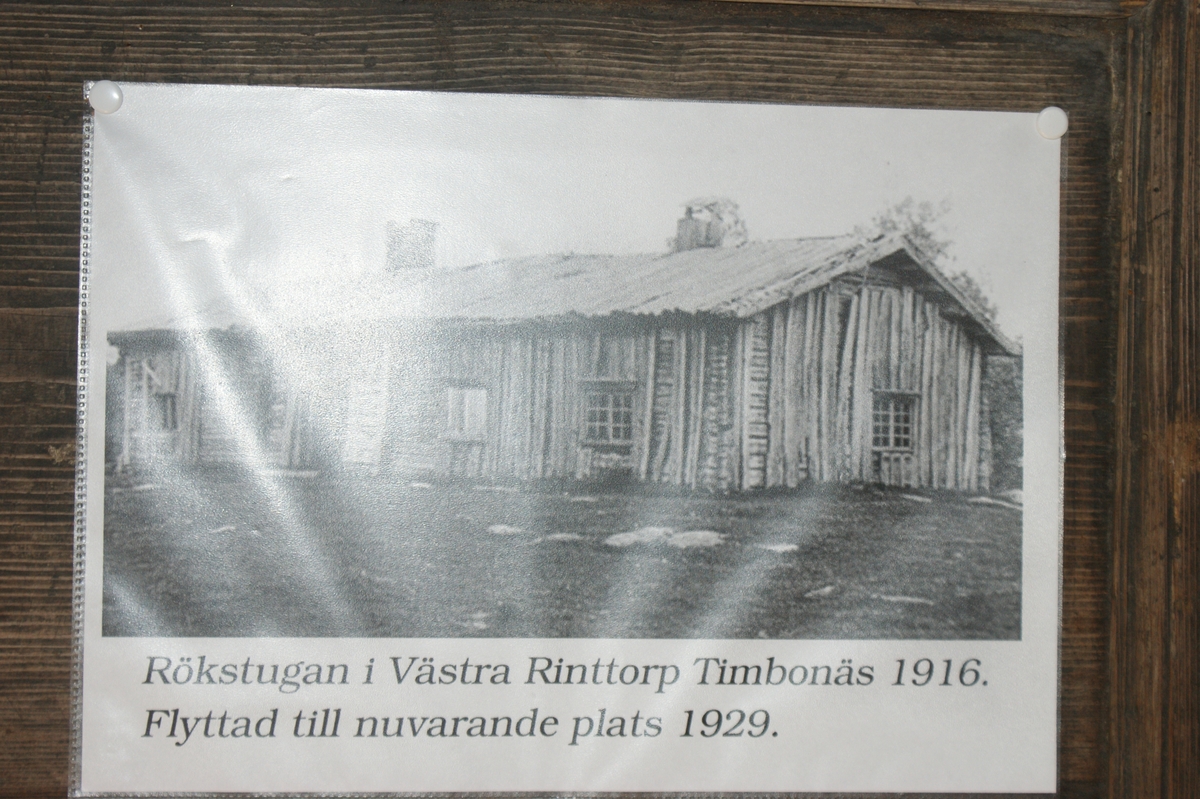 Rökstugan i Västra Rinttorp Timbonäs 1916.
Flyttad till nuvarande plats 1929.